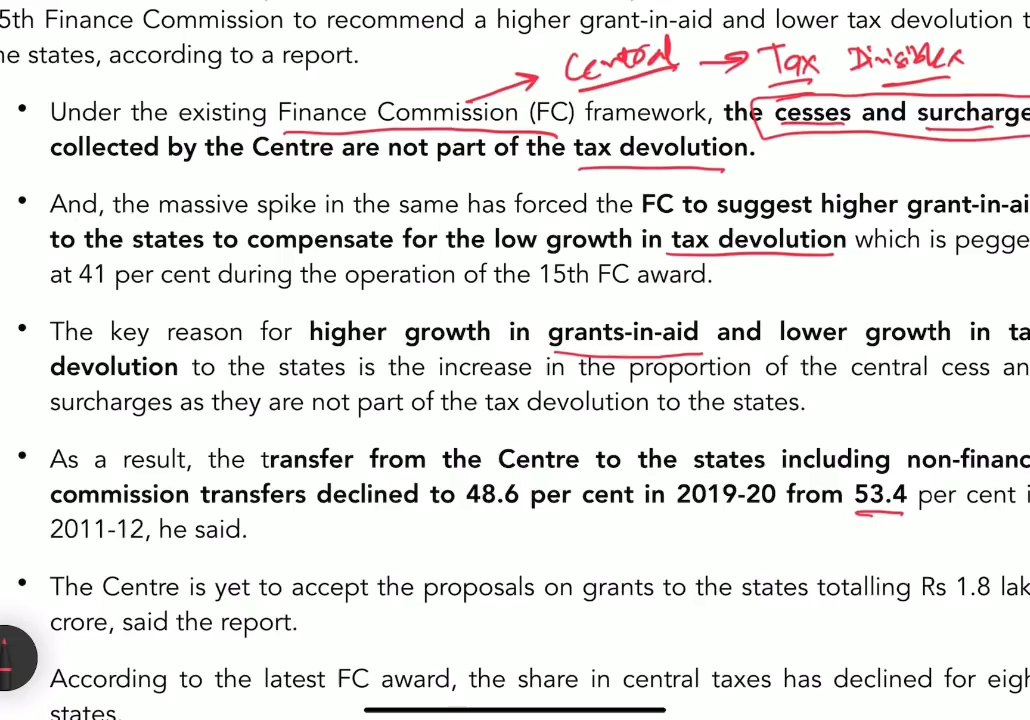 5th Finance Commission to recommend a higher grant-in-aid and lower tax devolution t
he states, according to a report.
Central → Tax Divisible
• Under the existing Finance Commission (FC) framework, the cesses and surcharge
collected by the Centre are not part of the tax devolution.
• And, the massive spike in the same has forced the FC to suggest higher grant-in-ai
to the states to compensate for the low growth in tax devolution which is pegge
at 41 per cent during the operation of the 15th FC award.
• The key reason for higher growth in grants-in-aid and lower growth in ta
devolution to the states is the increase in the proportion of the central cess an
surcharges as they are not part of the tax devolution to the states.
• As a result, the transfer from the Centre to the states including non-financ
commission transfers declined to 48.6 per cent in 2019-20 from 53.4 per cent i
2011-12, he said.
• The Centre is yet to accept the proposals on grants to the states totalling Rs 1.8 lak
crore, said the report.
According to the latest FC award, the share in central taxes has declined for eigh
states.